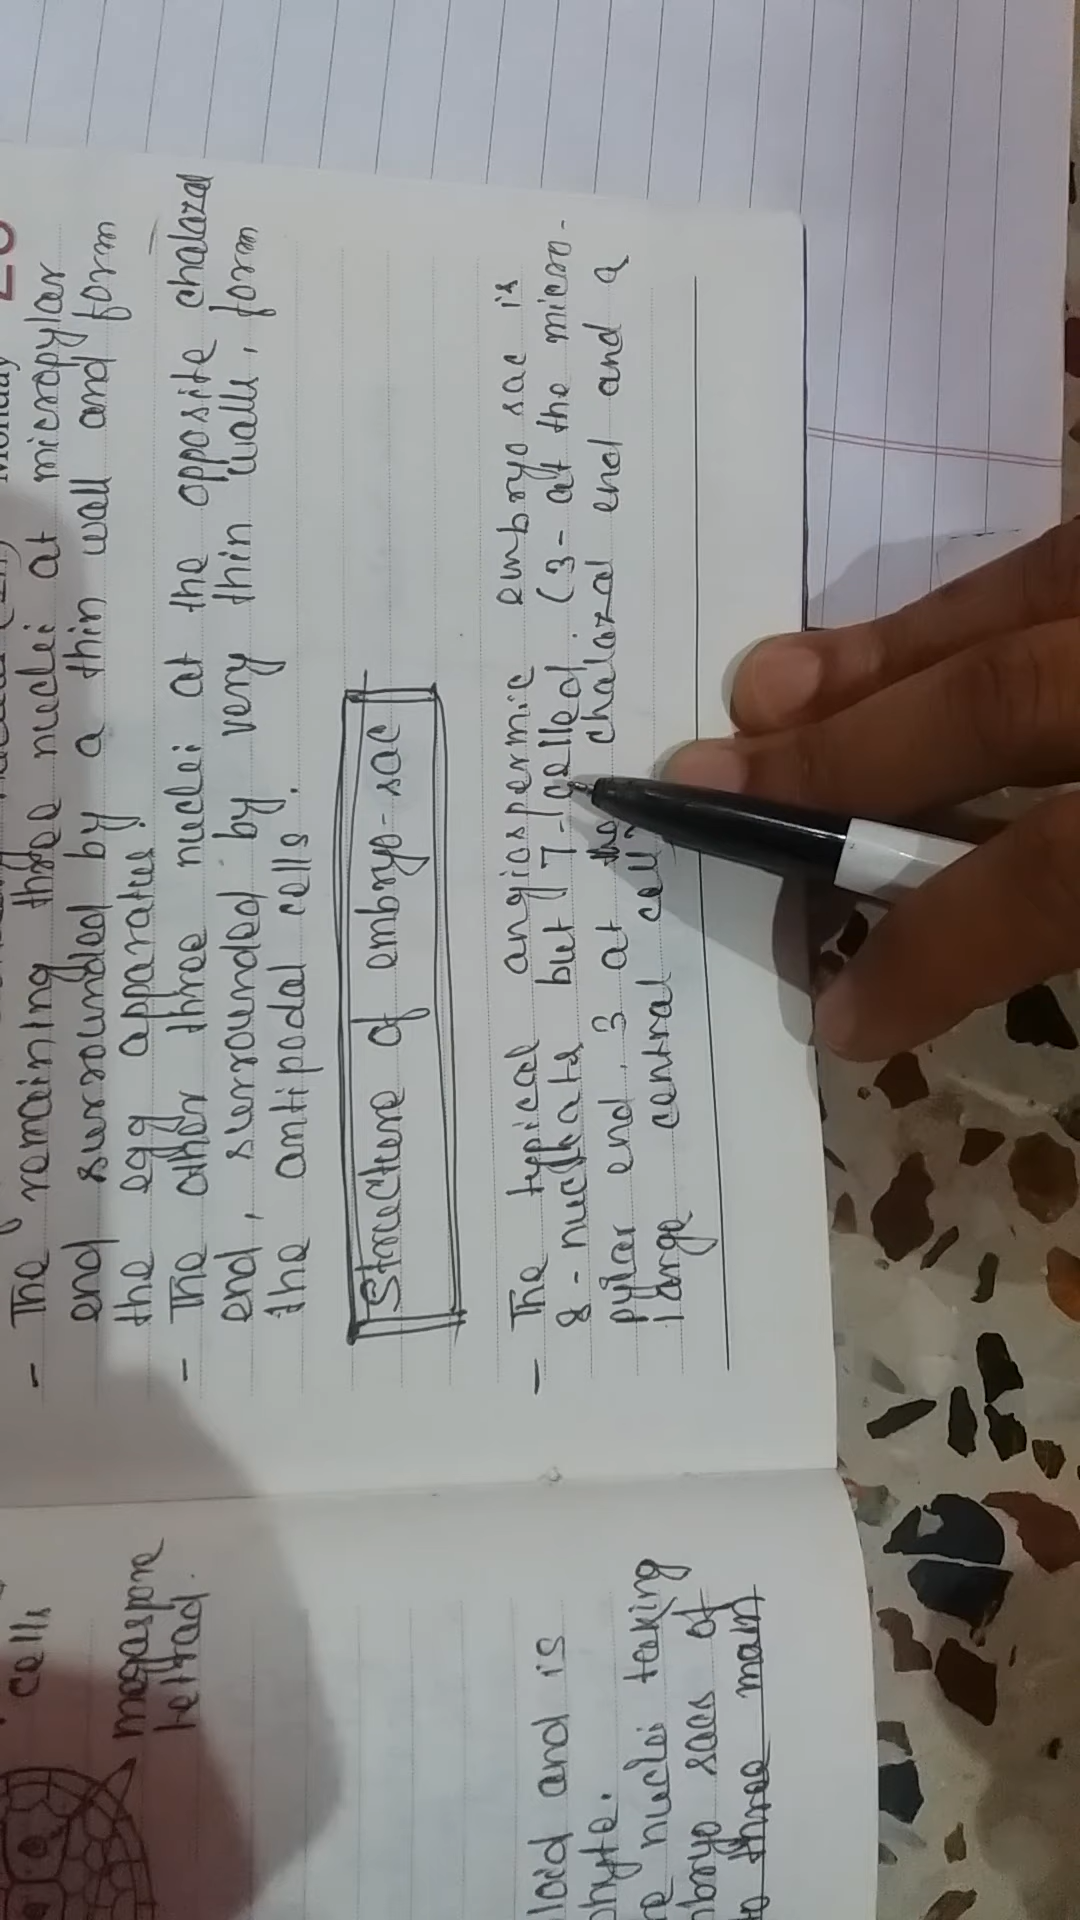 Monday
- The remaining three nuclei at micropylar
end surrounded by a thin wall and form
the egg apparatus.
- The other three nuclei at the opposite chalazal
end, surrounded by very thin walls, form
the antipodal cells.
Structure of embryo-sac
- The typical angiospermic embryo sac is
8-nucleate but 7-celled. (3-at the micro-
pylar end, 3 at the chalazal end and a
large central cell
cells
megaspore
tetrad.
loid and is
phyte.
nuclei taking
bryo sacs of
three main